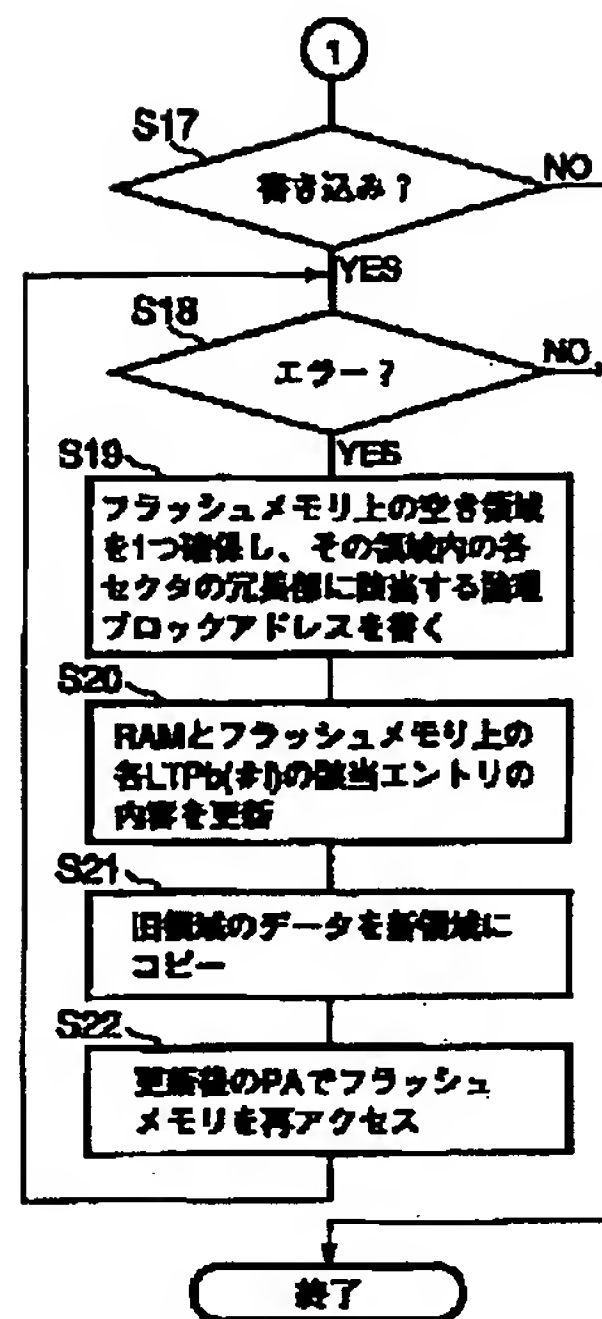 1
S17
書き込み？
NO
YES
S18
エラー？
NO
YES
S19
フラッシュメモリ上の空き領域
を1つ確保し、その領域内の各
セクタの冗長部に該当する論理
ブロックアドレスを書く
S20
RAMとフラッシュメモリ上の
各LTPb(#i)の該当エントリの
内容を更新
S21
旧領域のデータを新領域に
コピー
S22
更新後のPAでフラッシュ
メモリを再アクセス
終了